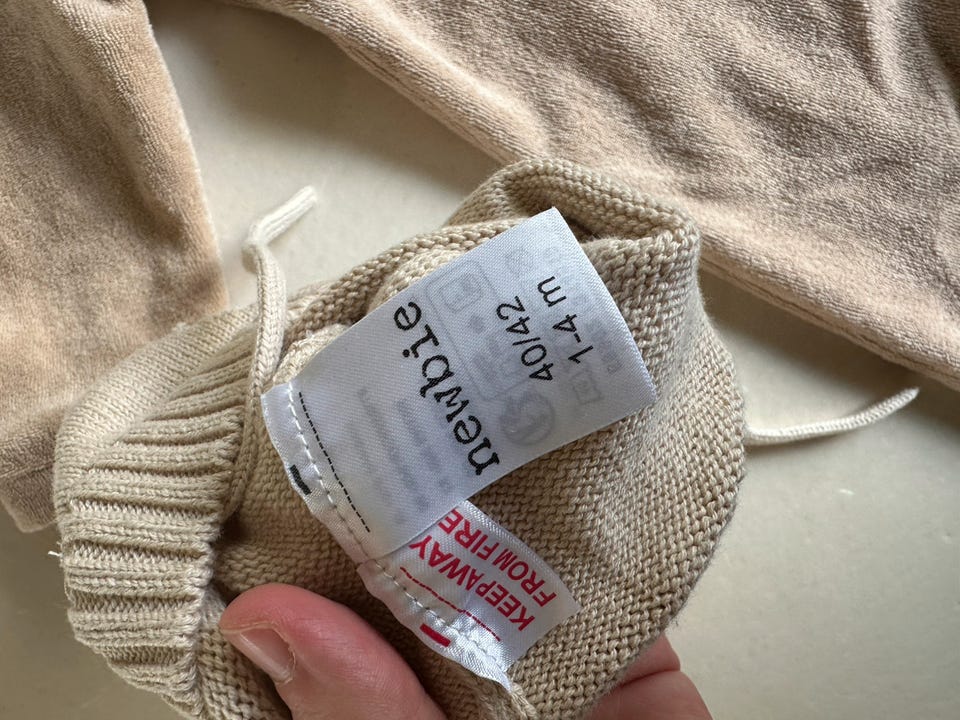 newbie
40/42
1-4 m
KEEP AWAY
FROM FIRE